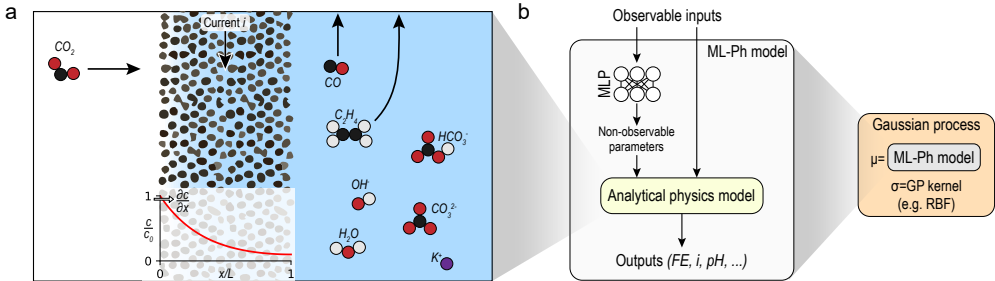 a
CO2
Current i
CO
C2H4
HCO3-
OH-
CO3 2-
H2O
K+
1
∂c
∂x
c
c0
0
0
x/L
1
b
Observable inputs
ML-Ph model
MLP
Non-observable
parameters
Analytical physics model
Outputs (FE, i, pH, ...)
Gaussian process
μ= ML-Ph model
σ=GP kernel
(e.g. RBF)